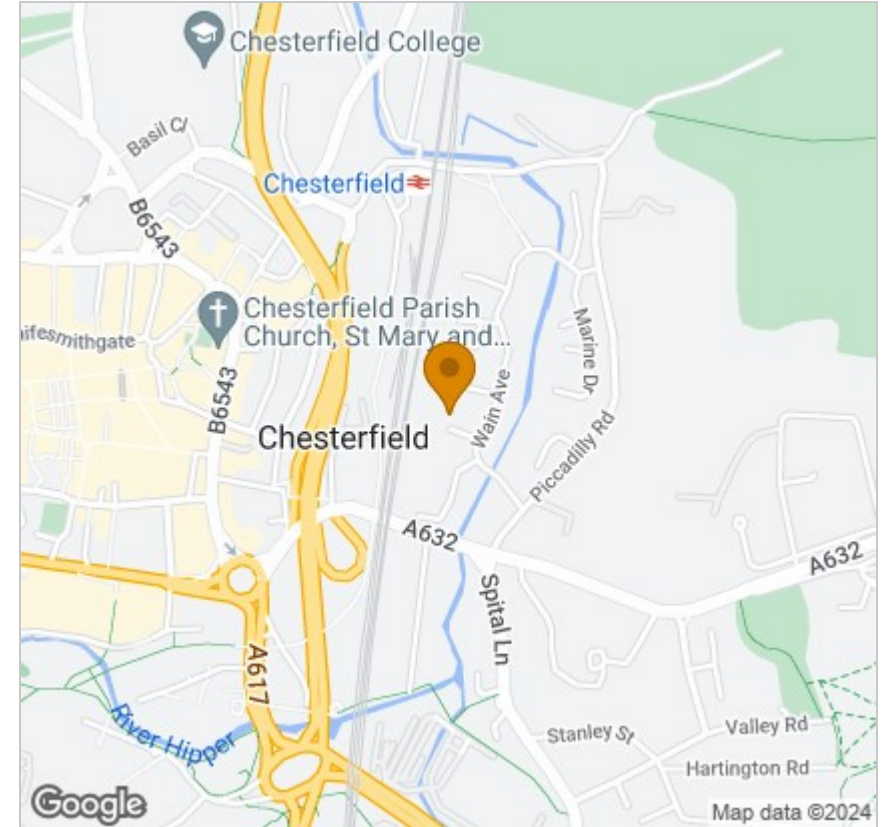 Chesterfield College
Basil Cl
Chesterfield
B6543
Chesterfield Parish
Church, St Mary and...
ifesmithgate
B6543
Marine Dr
Wain Ave
Chesterfield
Piccadilly Rd
A632
A632
Spital Ln
A617
River Hipper
Stanley St
Valley Rd
Hartington Rd
Google
Map data ©2024